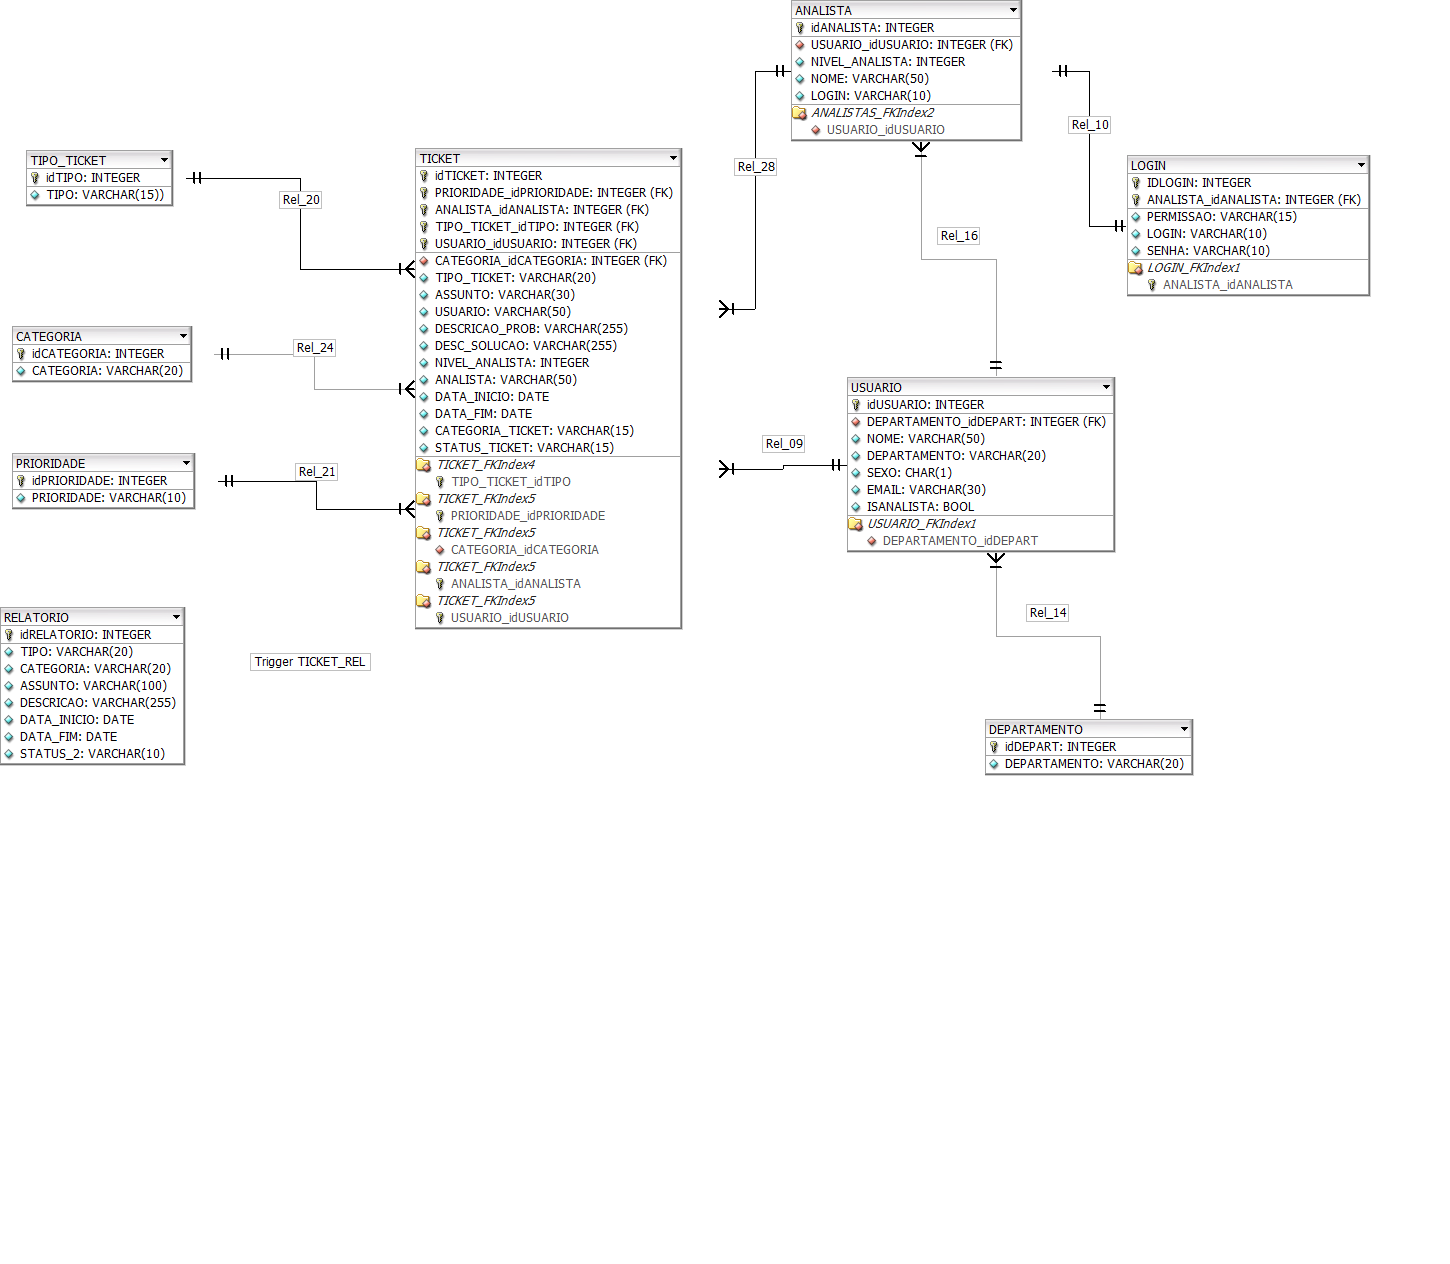 ANALISTA
idANALISTA: INTEGER
USUARIO_idUSUARIO: INTEGER (FK)
NIVEL_ANALISTA: INTEGER
NOME: VARCHAR(50)
LOGIN: VARCHAR(10)
ANALISTAS_FKIndex2
USUARIO_idUSUARIO
Rel_10
LOGIN
IDLOGIN: INTEGER
ANALISTA_idANALISTA: INTEGER (FK)
PERMISSAO: VARCHAR(15)
LOGIN: VARCHAR(10)
SENHA: VARCHAR(10)
LOGIN_FKIndex1
ANALISTA_idANALISTA
Rel_28
Rel_16
TIPO_TICKET
idTIPO: INTEGER
TIPO: VARCHAR(15))
Rel_20
TICKET
idTICKET: INTEGER
PRIORIDADE_idPRIORIDADE: INTEGER (FK)
ANALISTA_idANALISTA: INTEGER (FK)
TIPO_TICKET_idTIPO: INTEGER (FK)
USUARIO_idUSUARIO: INTEGER (FK)
CATEGORIA_idCATEGORIA: INTEGER (FK)
TIPO_TICKET: VARCHAR(20)
ASSUNTO: VARCHAR(30)
USUARIO: VARCHAR(50)
DESCRICAO_PROB: VARCHAR(255)
DESC_SOLUCAO: VARCHAR(255)
NIVEL_ANALISTA: INTEGER
ANALISTA: VARCHAR(50)
DATA_INICIO: DATE
DATA_FIM: DATE
CATEGORIA_TICKET: VARCHAR(15)
STATUS_TICKET: VARCHAR(15)
TICKET_FKIndex4
TIPO_TICKET_idTIPO
TICKET_FKIndex5
PRIORIDADE_idPRIORIDADE
TICKET_FKIndex5
CATEGORIA_idCATEGORIA
TICKET_FKIndex5
ANALISTA_idANALISTA
TICKET_FKIndex5
USUARIO_idUSUARIO
CATEGORIA
idCATEGORIA: INTEGER
CATEGORIA: VARCHAR(20)
Rel_24
PRIORIDADE
idPRIORIDADE: INTEGER
PRIORIDADE: VARCHAR(10)
Rel_21
Rel_09
USUARIO
idUSUARIO: INTEGER
DEPARTAMENTO_idDEPART: INTEGER (FK)
NOME: VARCHAR(50)
DEPARTAMENTO: VARCHAR(20)
SEXO: CHAR(1)
EMAIL: VARCHAR(30)
ISANALISTA: BOOL
USUARIO_FKIndex1
DEPARTAMENTO_idDEPART
Rel_14
RELATORIO
idRELATORIO: INTEGER
TIPO: VARCHAR(20)
CATEGORIA: VARCHAR(20)
ASSUNTO: VARCHAR(100)
DESCRICAO: VARCHAR(255)
DATA_INICIO: DATE
DATA_FIM: DATE
STATUS_2: VARCHAR(10)
Trigger TICKET_REL
DEPARTAMENTO
idDEPART: INTEGER
DEPARTAMENTO: VARCHAR(20)